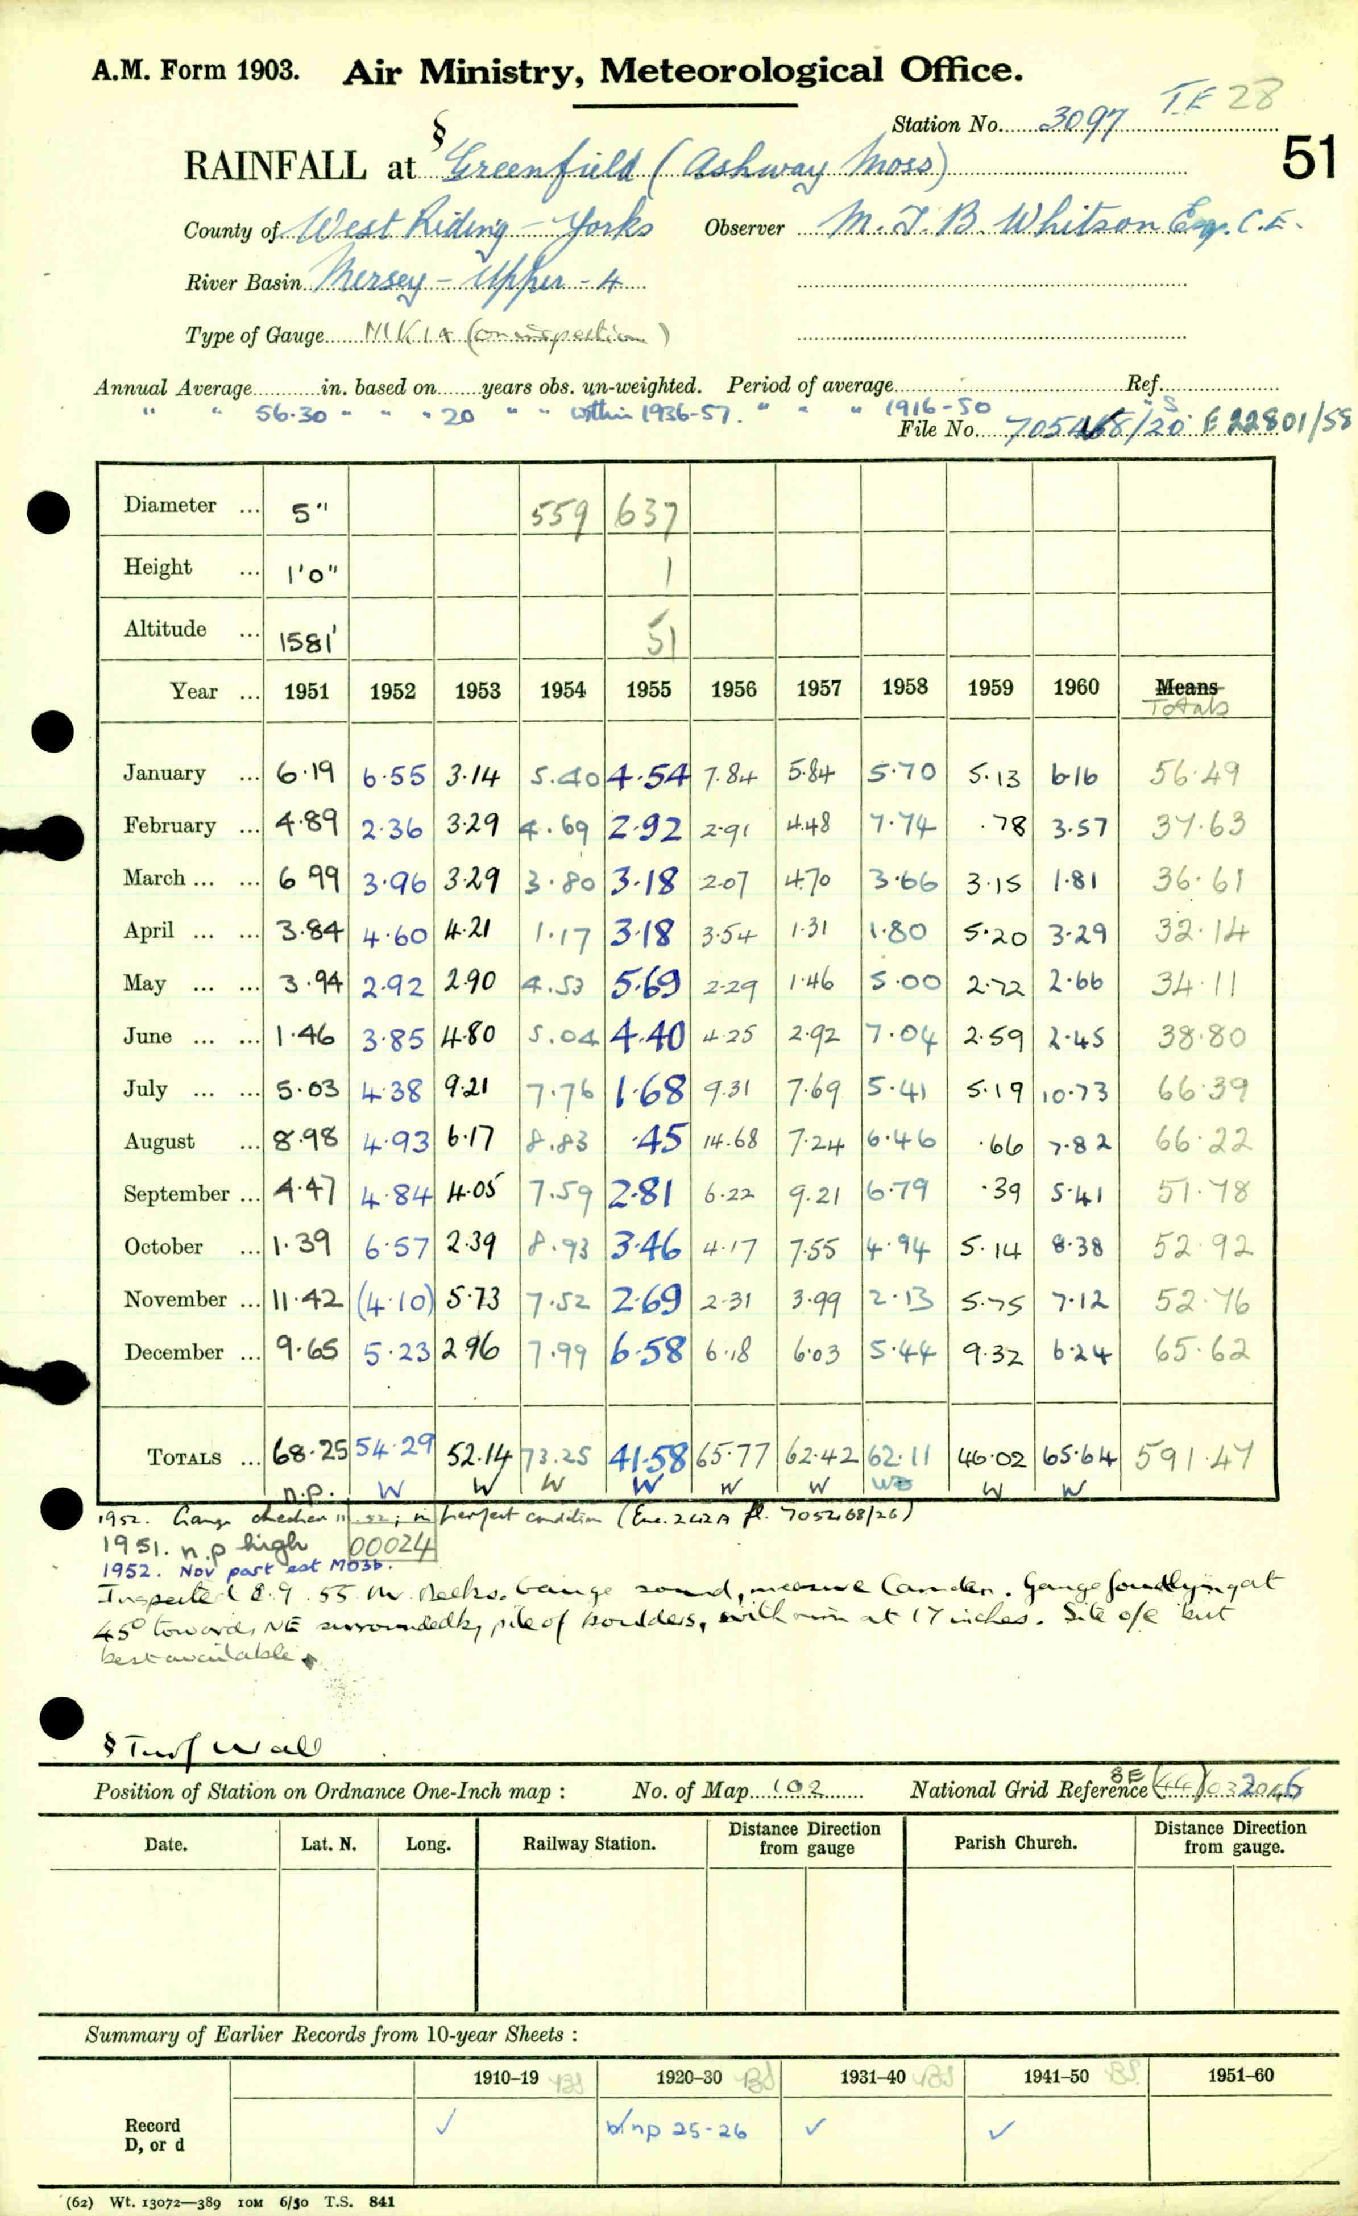 A.M. Form 1903. Air Ministry, Meteorological Office.
T.E 28
Station No. 3097
51
§
RAINFALL at Greenfield (Ashway Moss)
County of West Riding - Yorks Observer M. J. B. Whitson Esq. C.E.
River Basin Mersey - Upper - 4
Type of Gauge MK1A (on inspection)
Annual Average in. based on years obs. un-weighted. Period of average Ref.
" " 56.30 " " " 20 " " within 1936-57. " " " 1916-50 "S
File No. 705468/20 E 22801/58
Diameter ... 5" 559 637
Height ... 1'0" 1
Altitude ... 1581' 51
Year ... 1951 1952 1953 1954 1955 1956 1957 1958 1959 1960 Means
Totals
January ... 6.19 6.55 3.14 5.40 4.54 7.84 5.84 5.70 5.13 6.16 56.49
February ... 4.89 2.36 3.29 4.69 2.92 2.91 4.48 7.74 .78 3.57 37.63
March ... ... 6 99 3.96 3.29 3.80 3.18 2.07 4.70 3.66 3.15 1.81 36.61
April ... ... 3.84 4.60 4.21 1.17 3.18 3.54 1.31 1.80 5.20 3.29 32.14
May ... ... 3.94 2.92 2.90 4.53 5.69 2.29 1.46 5.00 2.72 2.66 34.11
June ... ... 1.46 3.85 4.80 5.04 4.40 4.25 2.92 7.04 2.59 2.45 38.80
July ... ... 5.03 4.38 9.21 7.76 1.68 9.31 7.69 5.41 5.19 10.73 66.39
August ... 8.98 4.93 6.17 8.83 .45 14.68 7.24 6.46 .66 7.82 66.22
September ... 4.47 4.84 4.05 7.59 2.81 6.22 9.21 6.79 .39 5.41 51.78
October ... 1.39 6.57 2.39 8.93 3.46 4.17 7.55 4.94 5.14 8.38 52.92
November ... 11.42 (4.10) 5.73 7.52 2.69 2.31 3.99 2.13 5.75 7.12 52.76
December ... 9.65 5.23 2.96 7.99 6.58 6.18 6.03 5.44 9.32 6.24 65.62
TOTALS ... 68.25 54.29 52.14 73.25 41.58 65.77 62.42 62.11 46.02 65.64 591.47
n.p. W W W W W W W W
1952. Gauge checked 11.52; in perfect condition (Enc. 242A fl. 705468/26)
1951. n.p high 00024
1952. Nov part est MO3b.
Inspected 8.9.55 Mr. Meeks. Gauge sound, measure Camden. Gauge found lying at
45° towards NE surrounded by pile of boulders, with rim at 17 inches. Site o/e but
best available.
§ Turf Wall
Position of Station on Ordnance One-Inch map : No. of Map 102 National Grid Reference SE (44) 032046
Date. Lat. N. Long. Railway Station. Distance Direction from gauge Parish Church. Distance Direction from gauge.
Summary of Earlier Records from 10-year Sheets :
1910–19 BS 1920–30 BS 1931–40 BS 1941–50 BS 1951–60
Record
D, or d ✓ np 25-26 ✓ ✓
(62) Wt. 13072—389 10M 6/50 T.S. 841